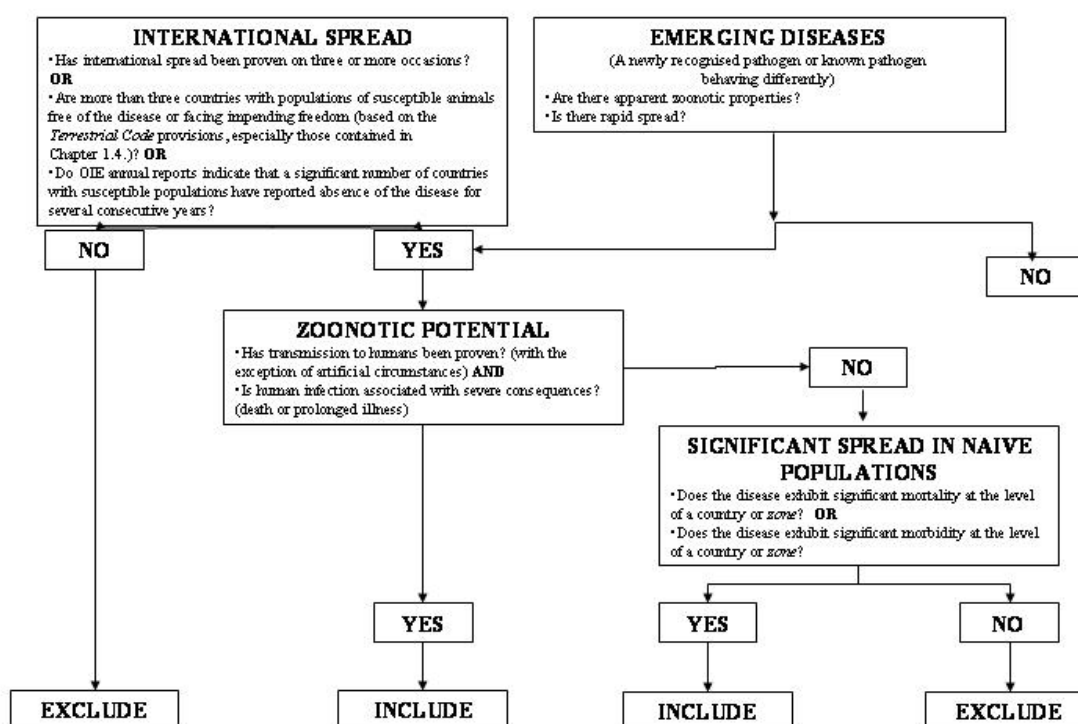 INTERNATIONAL SPREAD
•Has international spread been proven on three or more occasions?
OR
•Are more than three countries with populations of susceptible animals
free of the disease or facing impending freedom (based on the
Terrestrial Code provisions, especially those contained in
Chapter 1.4.)? OR
•Do OIE annual reports indicate that a significant number of countries
with susceptible populations have reported absence of the disease for
several consecutive years?
EMERGING DISEASES
(A newly recognised pathogen or known pathogen
behaving differently)
•Are there apparent zoonotic properties?
•Is there rapid spread?
NO
YES
NO
ZOONOTIC POTENTIAL
•Has transmission to humans been proven? (with the
exception of artificial circumstances) AND
•Is human infection associated with severe consequences?
(death or prolonged illness)
NO
SIGNIFICANT SPREAD IN NAIVE
POPULATIONS
•Does the disease exhibit significant mortality at the level
of a country or zone? OR
•Does the disease exhibit significant morbidity at the level
of a country or zone?
YES
YES
NO
EXCLUDE
INCLUDE
INCLUDE
EXCLUDE